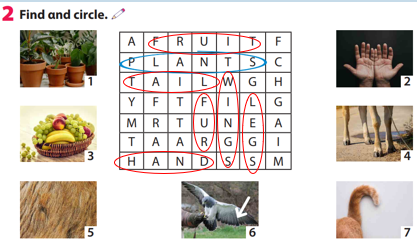 2 Find and circle.
A F R U I T F
P L A N T S C
T A I L W G H
Y F T F I L G
M R T U N E A
T A A R G G I
H A N D S S M
1
2
3
4
5
6
7